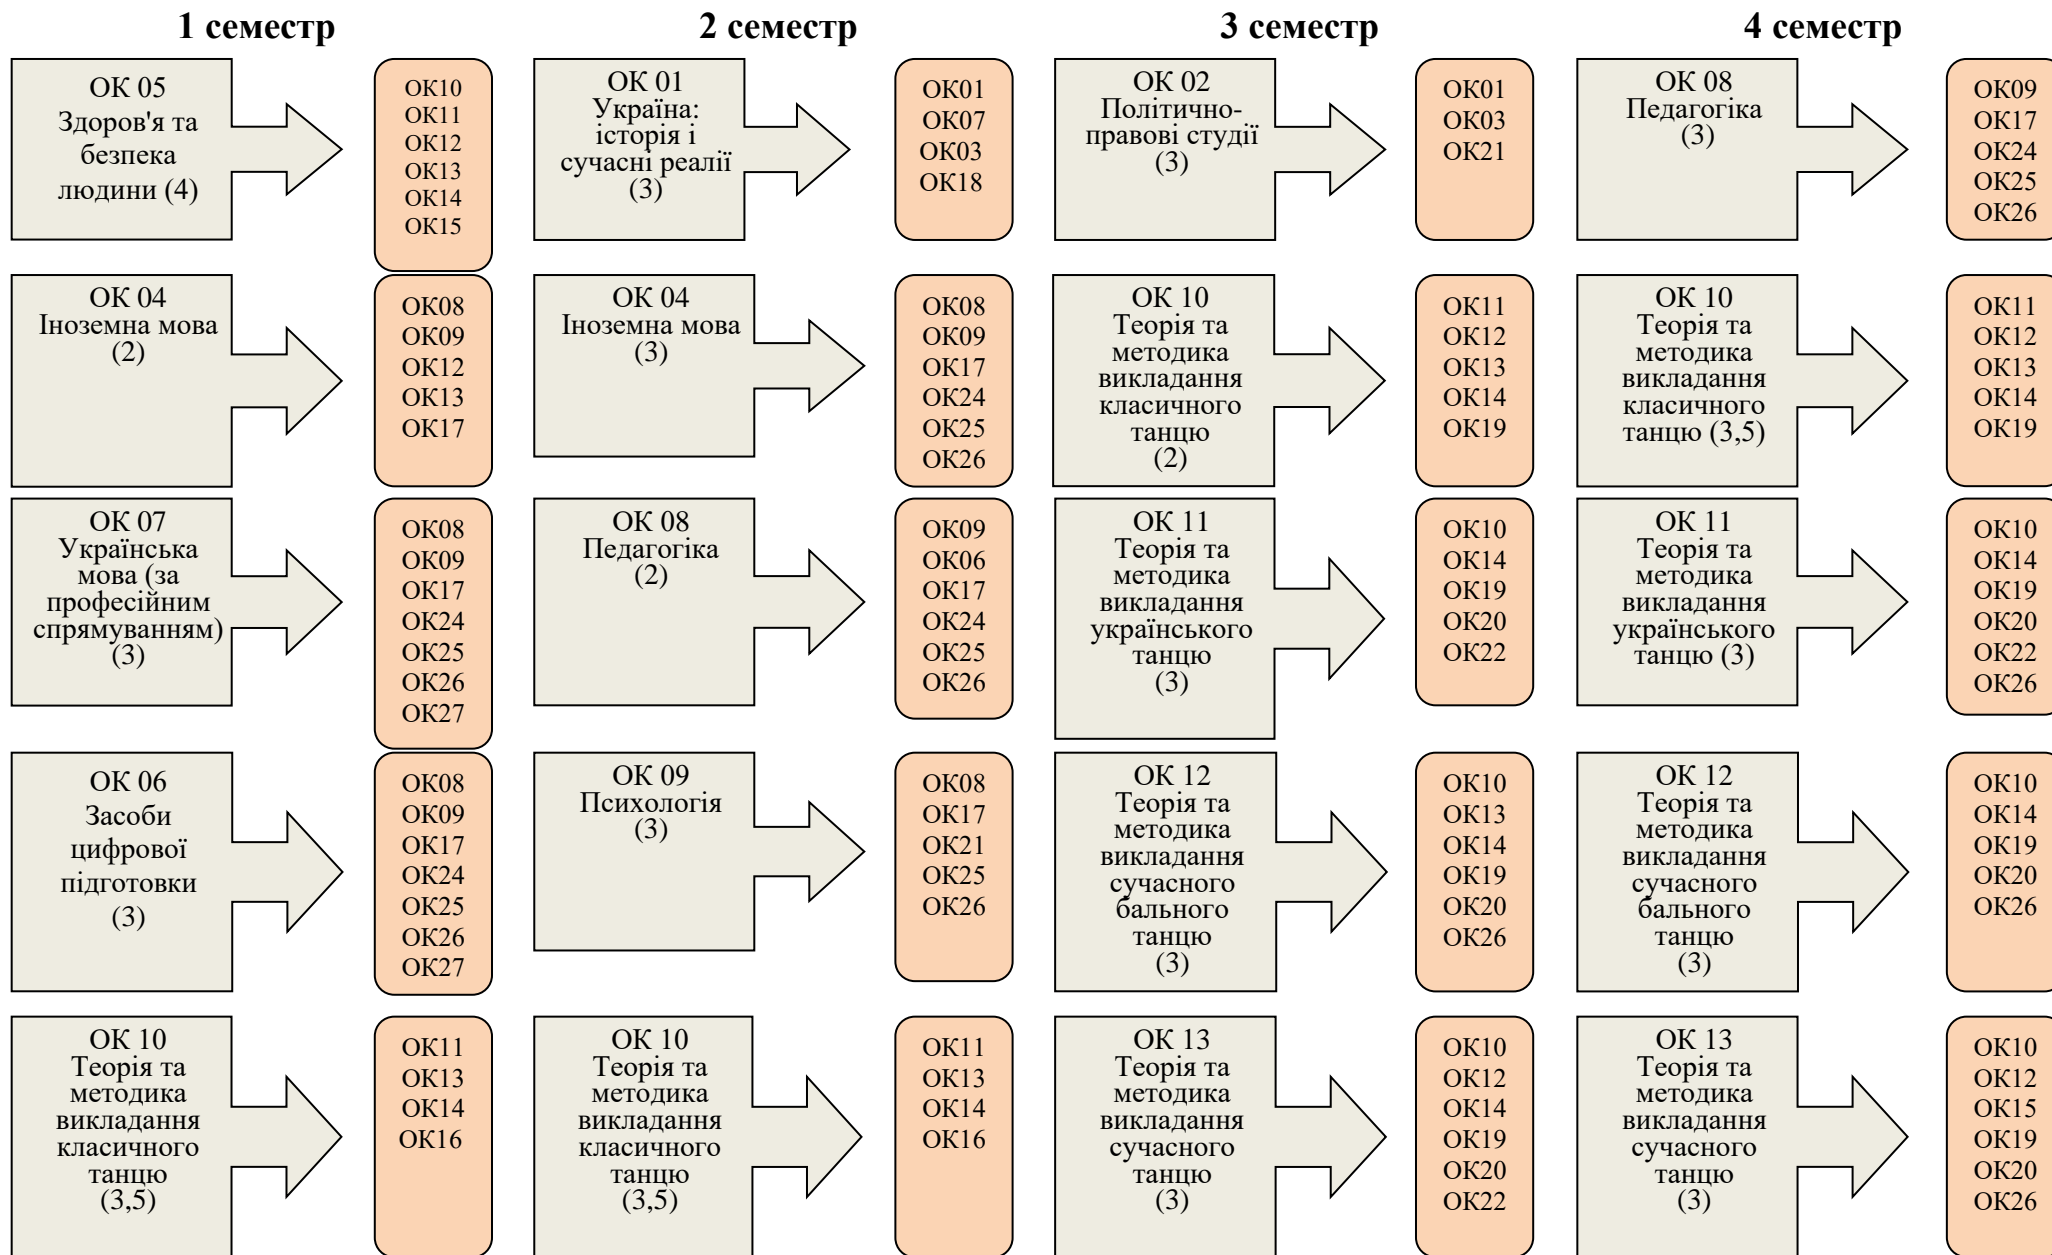 1 семестр
2 семестр
3 семестр
4 семестр
ОК 05
Здоров'я та
безпека
людини (4)
ОК10
ОК11
ОК12
ОК13
ОК14
ОК15
ОК 01
Україна:
історія і
сучасні реалії
(3)
ОК01
ОК07
ОК03
ОК18
ОК 02
Політично-
правові студії
(3)
ОК01
ОК03
ОК21
ОК 08
Педагогіка
(3)
ОК09
ОК17
ОК24
ОК25
ОК26
ОК 04
Іноземна мова
(2)
ОК08
ОК09
ОК12
ОК13
ОК17
ОК 04
Іноземна мова
(3)
ОК08
ОК09
ОК17
ОК24
ОК25
ОК26
ОК 10
Теорія та
методика
викладання
класичного
танцю
(2)
ОК11
ОК12
ОК13
ОК14
ОК19
ОК 10
Теорія та
методика
викладання
класичного
танцю (3,5)
ОК11
ОК12
ОК13
ОК14
ОК19
ОК 07
Українська
мова (за
професійним
спрямуванням)
(3)
ОК08
ОК09
ОК17
ОК24
ОК25
ОК26
ОК27
ОК 08
Педагогіка
(2)
ОК09
ОК06
ОК17
ОК24
ОК25
ОК26
ОК 11
Теорія та
методика
викладання
українського
танцю
(3)
ОК10
ОК14
ОК19
ОК20
ОК22
ОК 11
Теорія та
методика
викладання
українського
танцю (3)
ОК10
ОК14
ОК19
ОК20
ОК22
ОК26
ОК 06
Засоби
цифрової
підготовки
(3)
ОК08
ОК09
ОК17
ОК24
ОК25
ОК26
ОК27
ОК 09
Психологія
(3)
ОК08
ОК17
ОК21
ОК25
ОК26
ОК 12
Теорія та
методика
викладання
сучасного
бального
танцю
(3)
ОК10
ОК13
ОК14
ОК19
ОК20
ОК26
ОК 12
Теорія та
методика
викладання
сучасного
бального
танцю
(3)
ОК10
ОК14
ОК19
ОК20
ОК26
ОК 10
Теорія та
методика
викладання
класичного
танцю
(3,5)
ОК11
ОК13
ОК14
ОК16
ОК 10
Теорія та
методика
викладання
класичного
танцю
(3,5)
ОК11
ОК13
ОК14
ОК16
ОК 13
Теорія та
методика
викладання
сучасного
танцю
(3)
ОК10
ОК12
ОК14
ОК19
ОК20
ОК22
ОК 13
Теорія та
методика
викладання
сучасного
танцю
(3)
ОК10
ОК12
ОК15
ОК19
ОК20
ОК26